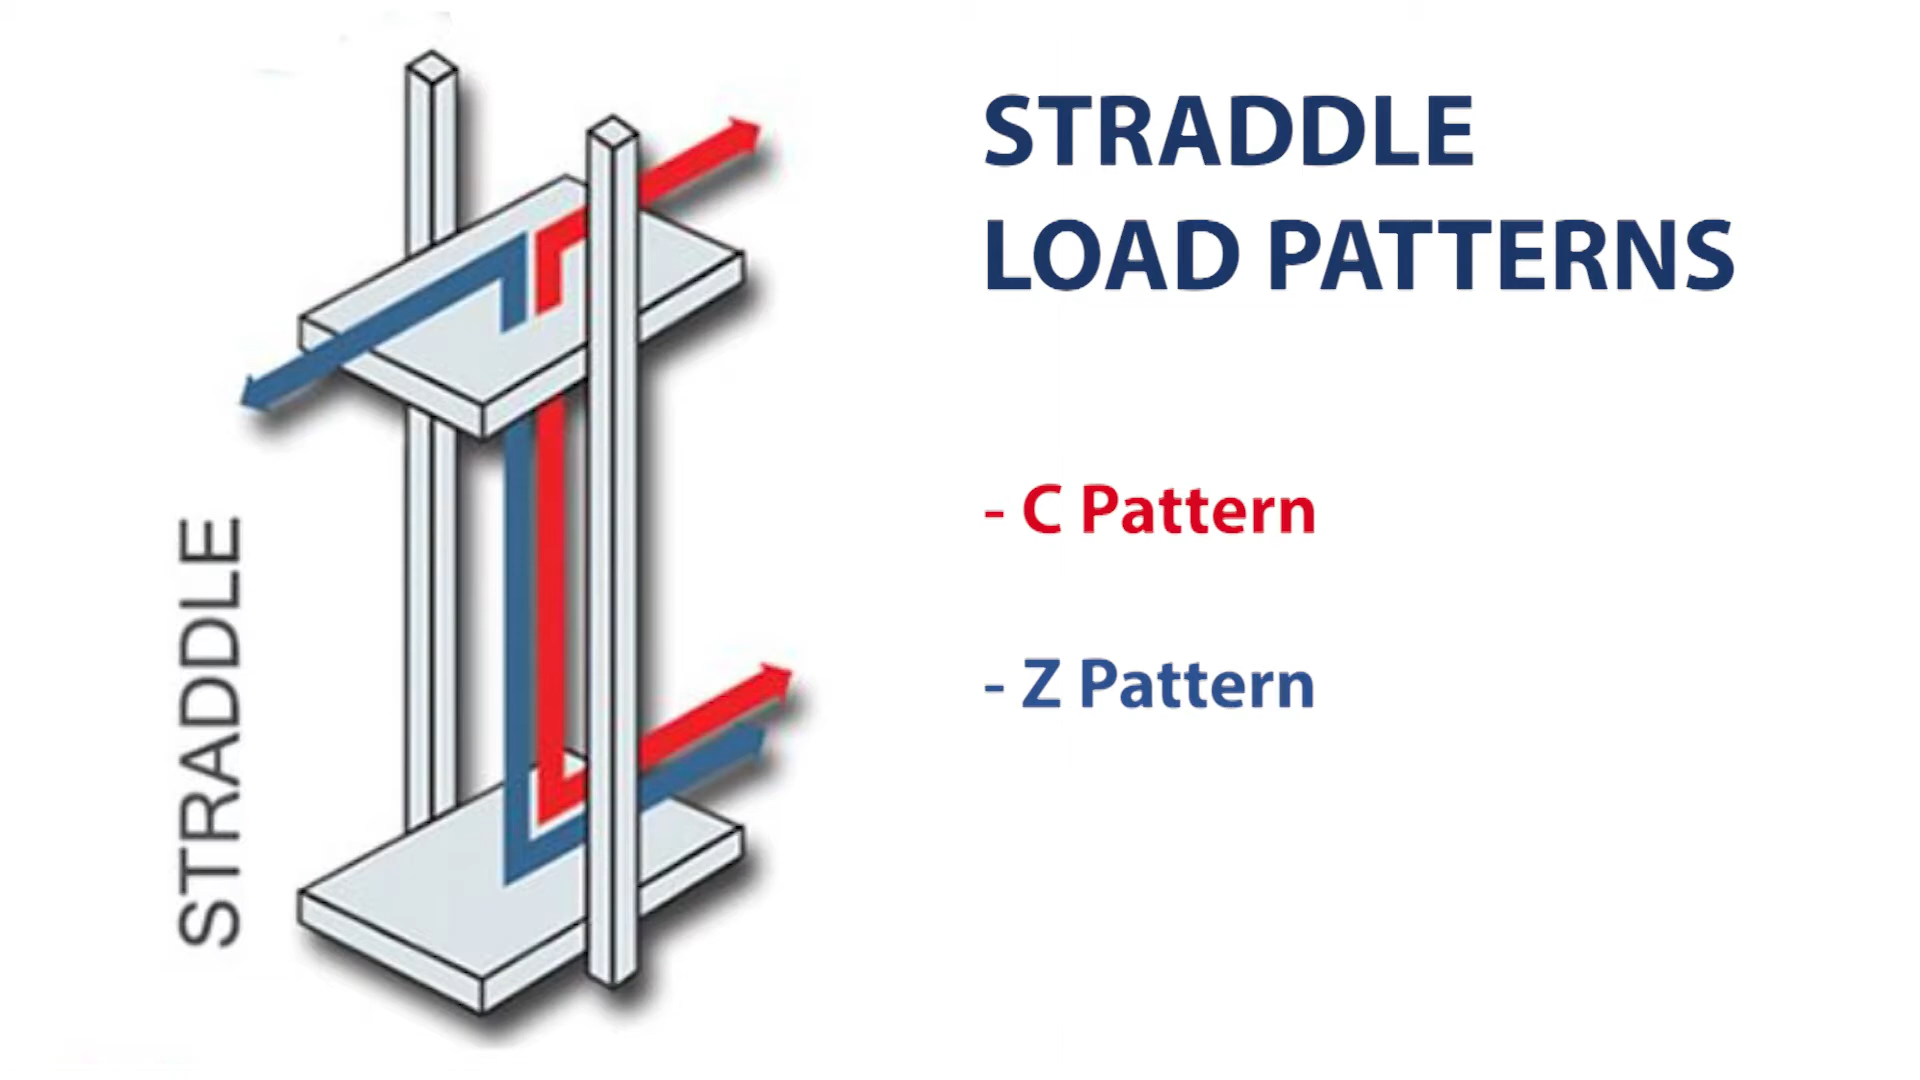 STRADDLE
STRADDLE
LOAD PATTERNS
- C Pattern
- Z Pattern